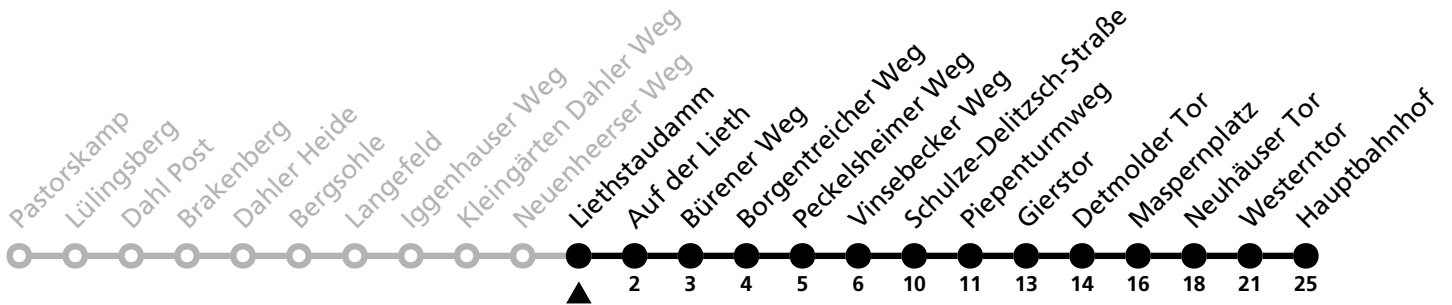 Pastorskamp
Lüllingsberg
Dahl Post
Brakenberg
Dahler Heide
Bergsohle
Langefeld
Iggenhauser Weg
Kleingärten Dahler Weg
Neuenheerser Weg
Liethstaudamm
Auf der Lieth
Bürener Weg
Borgentreicher Weg
Peckelsheimer Weg
Vinsebecker Weg
Schulze-Delitzsch-Straße
Piepenturmweg
Gierstor
Detmolder Tor
Maspernplatz
Neuhäuser Tor
Westerntor
Hauptbahnhof
2 3 4 5 6 10 11 13 14 16 18 21 25